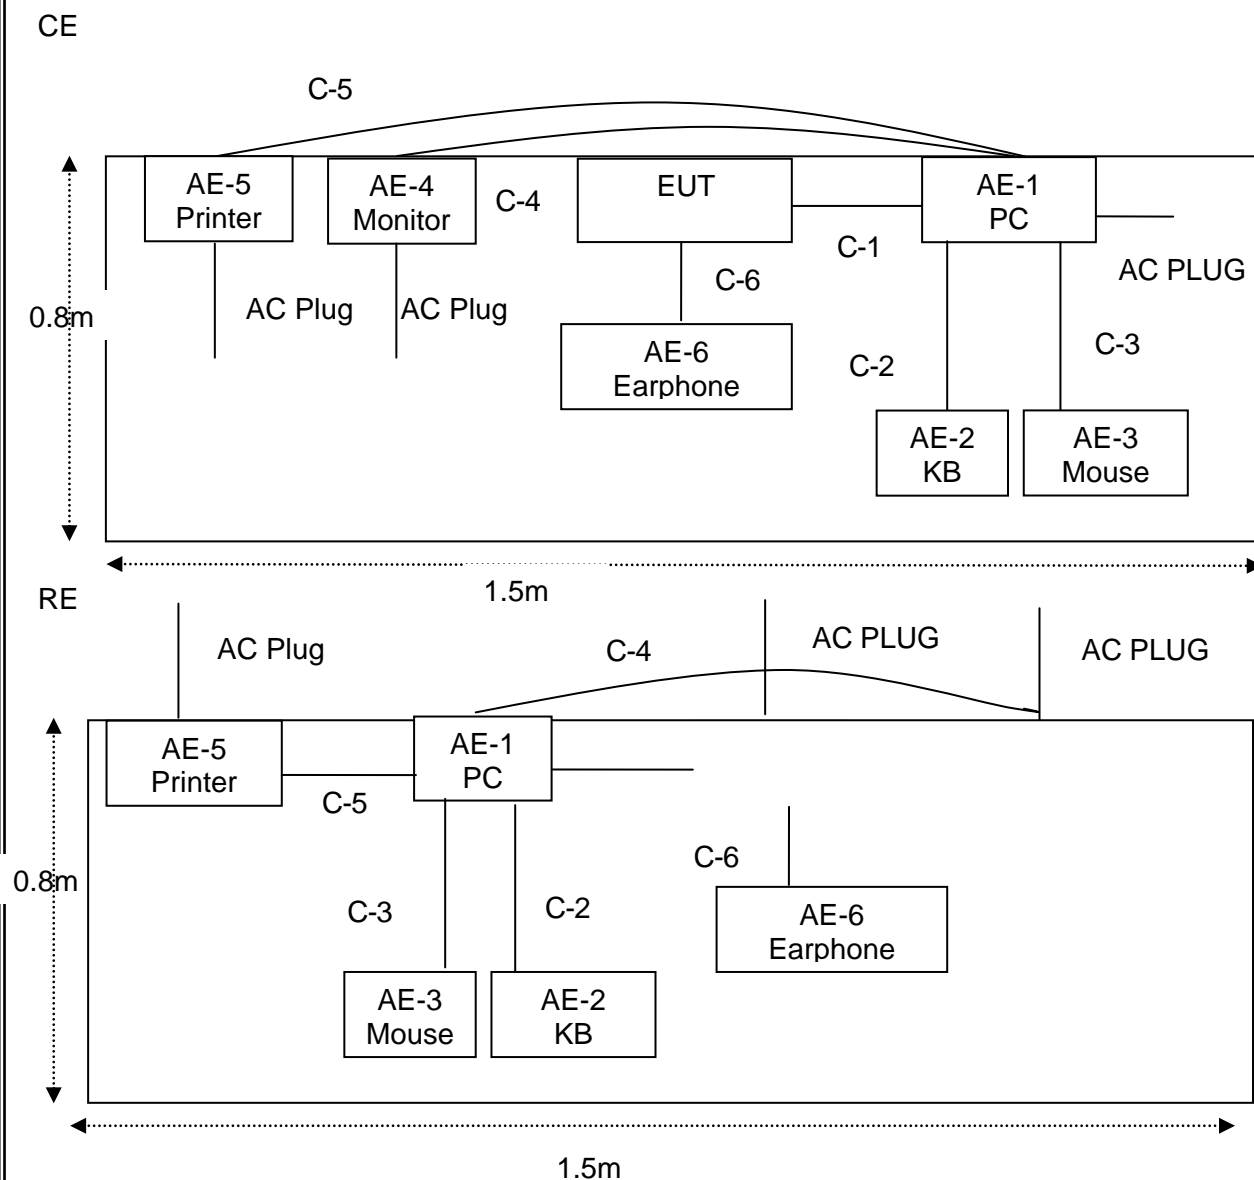 CE
C-5
AE-5
Printer
AE-4
Monitor
C-4
EUT
AE-1
PC
C-1
AC PLUG
C-6
AC Plug
AC Plug
0.8m
AE-6
Earphone
C-2
C-3
AE-2
KB
AE-3
Mouse
1.5m
RE
AC Plug
C-4
AC PLUG
AC PLUG
AE-5
Printer
AE-1
PC
C-5
C-6
0.8m
C-3
C-2
AE-6
Earphone
AE-3
Mouse
AE-2
KB
1.5m